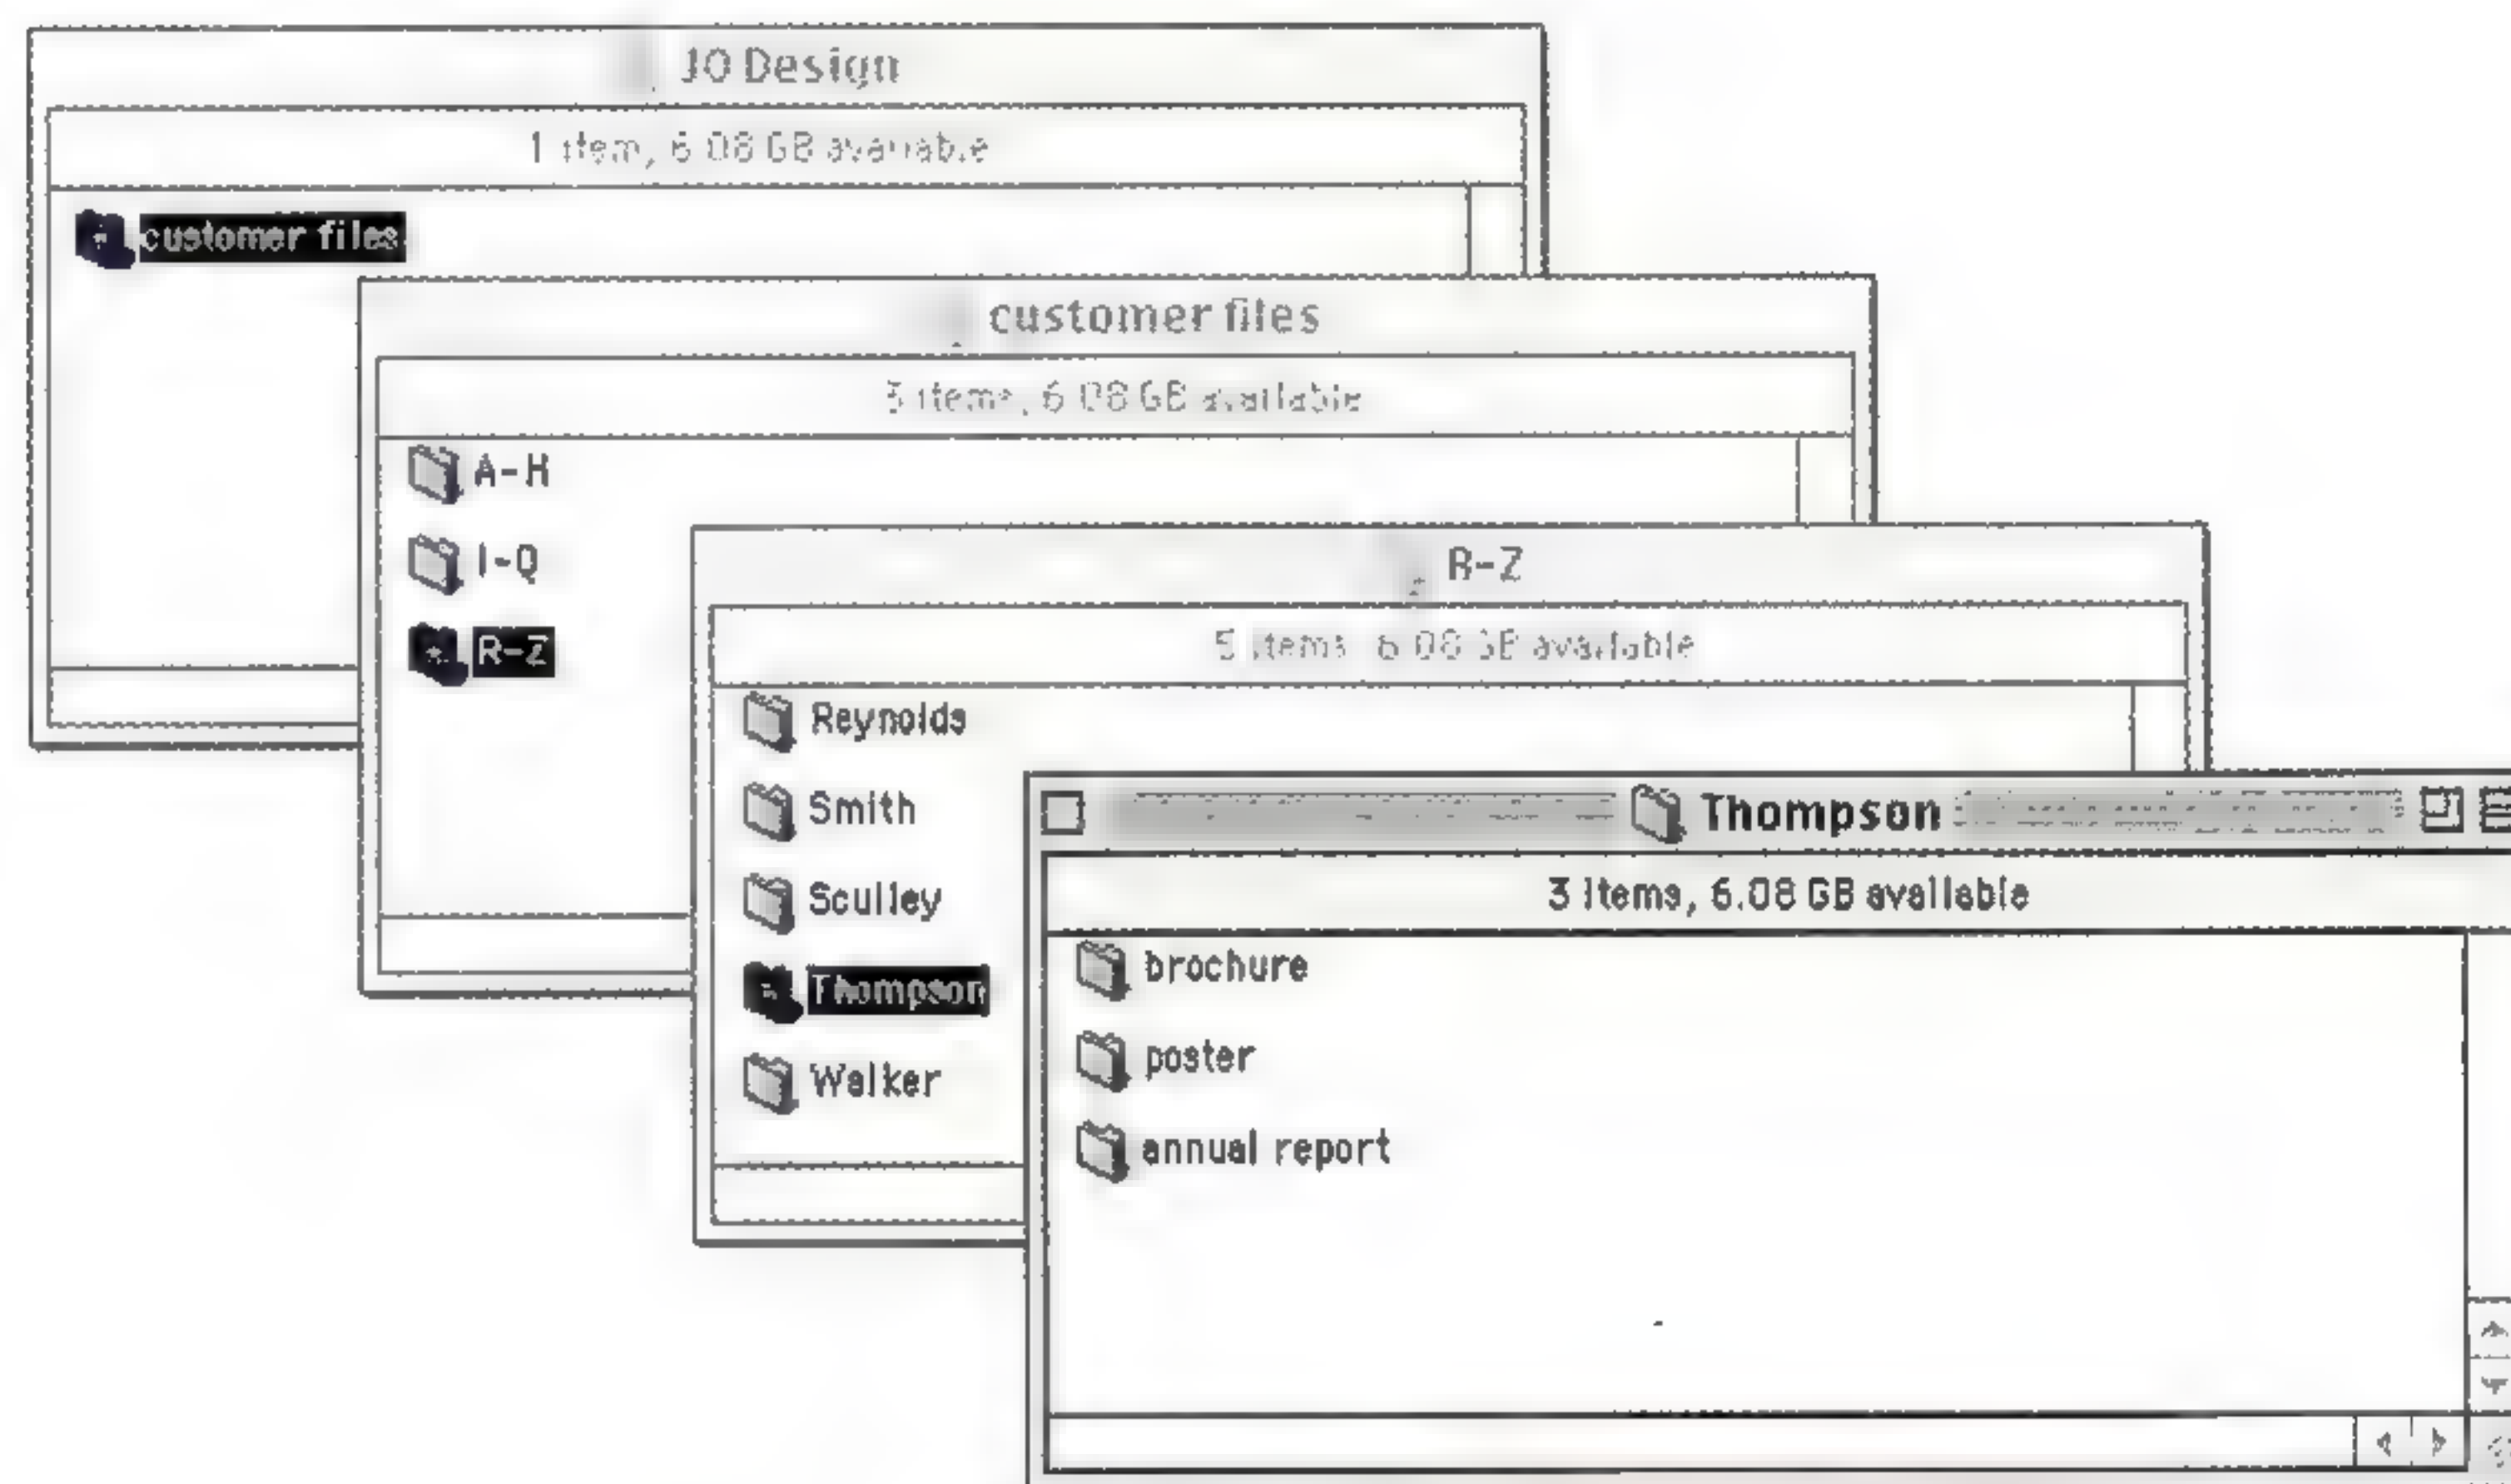 JO Design
1 item, 6.08 GB available
customer files
customer files
3 items, 6.08 GB available
A-H
I-Q
R-Z
R-Z
5 items, 6.08 GB available
Reynolds
Smith
Sculley
Thompson
Walker
Thompson
3 items, 6.08 GB available
brochure
poster
annual report